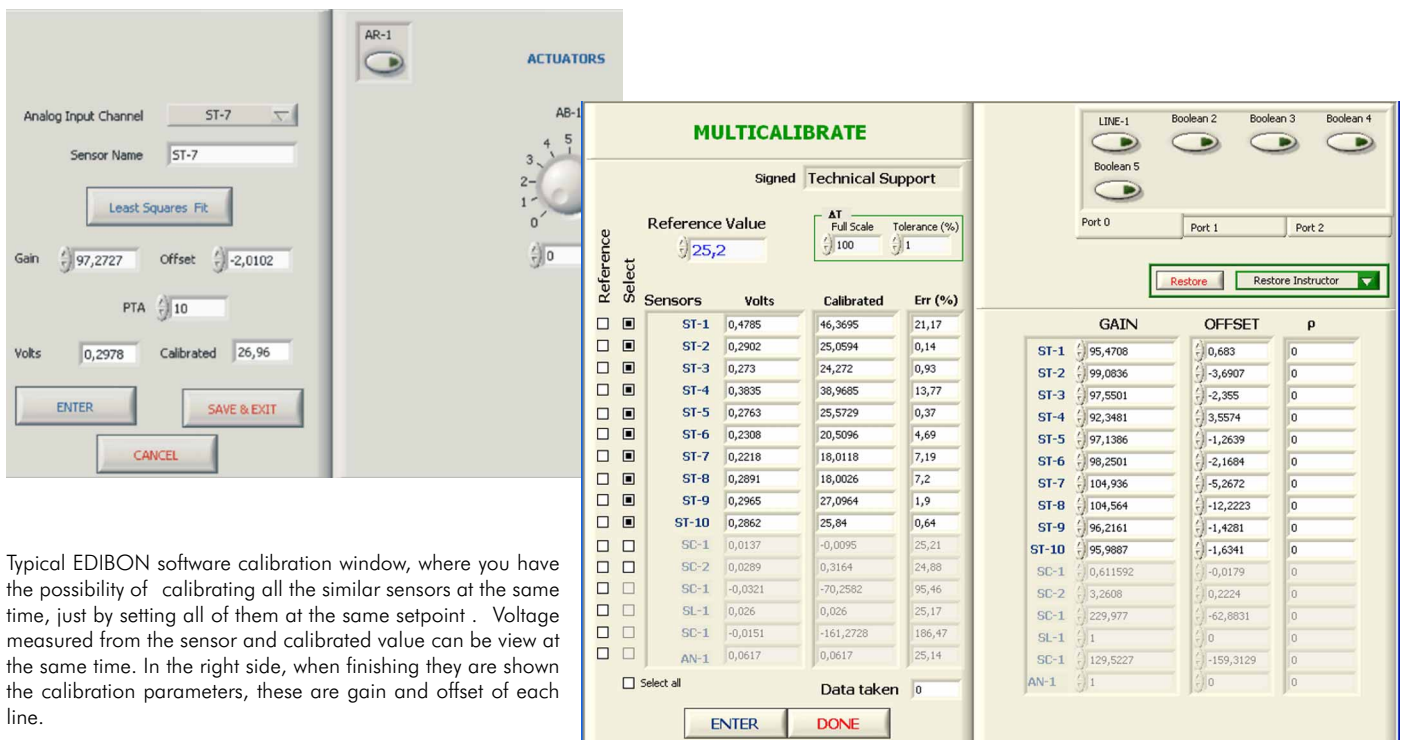 AR-1
ACTUATORS
Analog Input Channel ST-7
Sensor Name ST-7
Least Squares Fit
Gain 97,2727 Offset -2,0102
PTA 10
Volts 0,2978 Calibrated 26,96
ENTER SAVE & EXIT
CANCEL
AB-1
5
4
3
2
1
0
0
Typical EDIBON software calibration window, where you have
the possibility of calibrating all the similar sensors at the same
time, just by setting all of them at the same setpoint . Voltage
measured from the sensor and calibrated value can be view at
the same time. In the right side, when finishing they are shown
the calibration parameters, these are gain and offset of each
line.
MULTICALIBRATE
Signed Technical Support
Reference Value
25,2
ΔT
Full Scale Tolerance (%)
100 1
Reference Select Sensors Volts Calibrated Err (%)
ST-1 0,4785 46,3695 21,17
ST-2 0,2902 25,0594 0,14
ST-3 0,273 24,272 0,93
ST-4 0,3835 38,9685 13,77
ST-5 0,2763 25,5729 0,37
ST-6 0,2308 20,5096 4,69
ST-7 0,2218 18,0118 7,19
ST-8 0,2891 18,0026 7,2
ST-9 0,2965 27,0964 1,9
ST-10 0,2862 25,84 0,64
SC-1 0,0137 -0,0095 25,21
SC-2 0,0289 0,3164 24,88
SC-1 -0,0321 -70,2582 95,46
SL-1 0,026 0,026 25,17
SC-1 -0,0151 -161,2728 186,47
AN-1 0,0617 0,0617 25,14
Select all
Data taken 0
ENTER DONE
LINE-1 Boolean 2 Boolean 3 Boolean 4
Boolean 5
Port 0 Port 1 Port 2
Restore Restore Instructor
GAIN OFFSET ρ
ST-1 95,4708 0,683 0
ST-2 99,0836 -3,6907 0
ST-3 97,5501 -2,355 0
ST-4 92,3481 3,5574 0
ST-5 97,1386 -1,2639 0
ST-6 98,2501 -2,1684 0
ST-7 104,936 -5,2672 0
ST-8 104,564 -12,2223 0
ST-9 96,2161 -1,4281 0
ST-10 95,9887 -1,6341 0
SC-1 0,611592 -0,0179 0
SC-2 3,2608 0,2224 0
SC-1 229,977 -62,8831 0
SL-1 1 0 0
SC-1 129,5227 -159,3129 0
AN-1 1 0 0